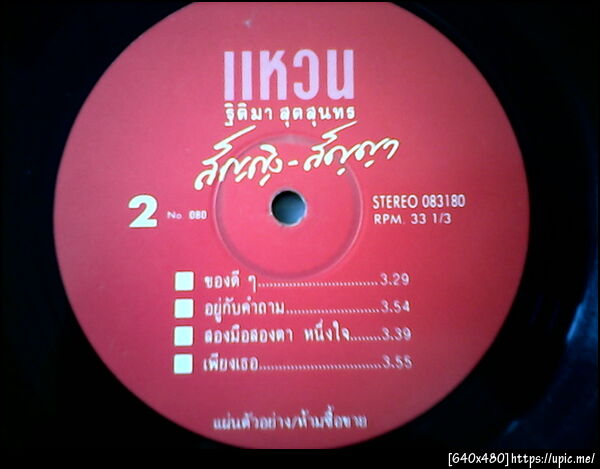 แหวน
ฐิติมา สุตสุนทร
สัญญิง - สัญญา
2 No 080 STEREO 083180
RPM. 33 1/3
ของดี ๆ..............................3.29
อยู่กับคำถาม........................3.54
สองมือสองตา หนึ่งใจ........3.39
เพียงเธอ..............................3.55
แผ่นตัวอย่าง/ห้ามซื้อขาย
[640x480]https://upic.me/